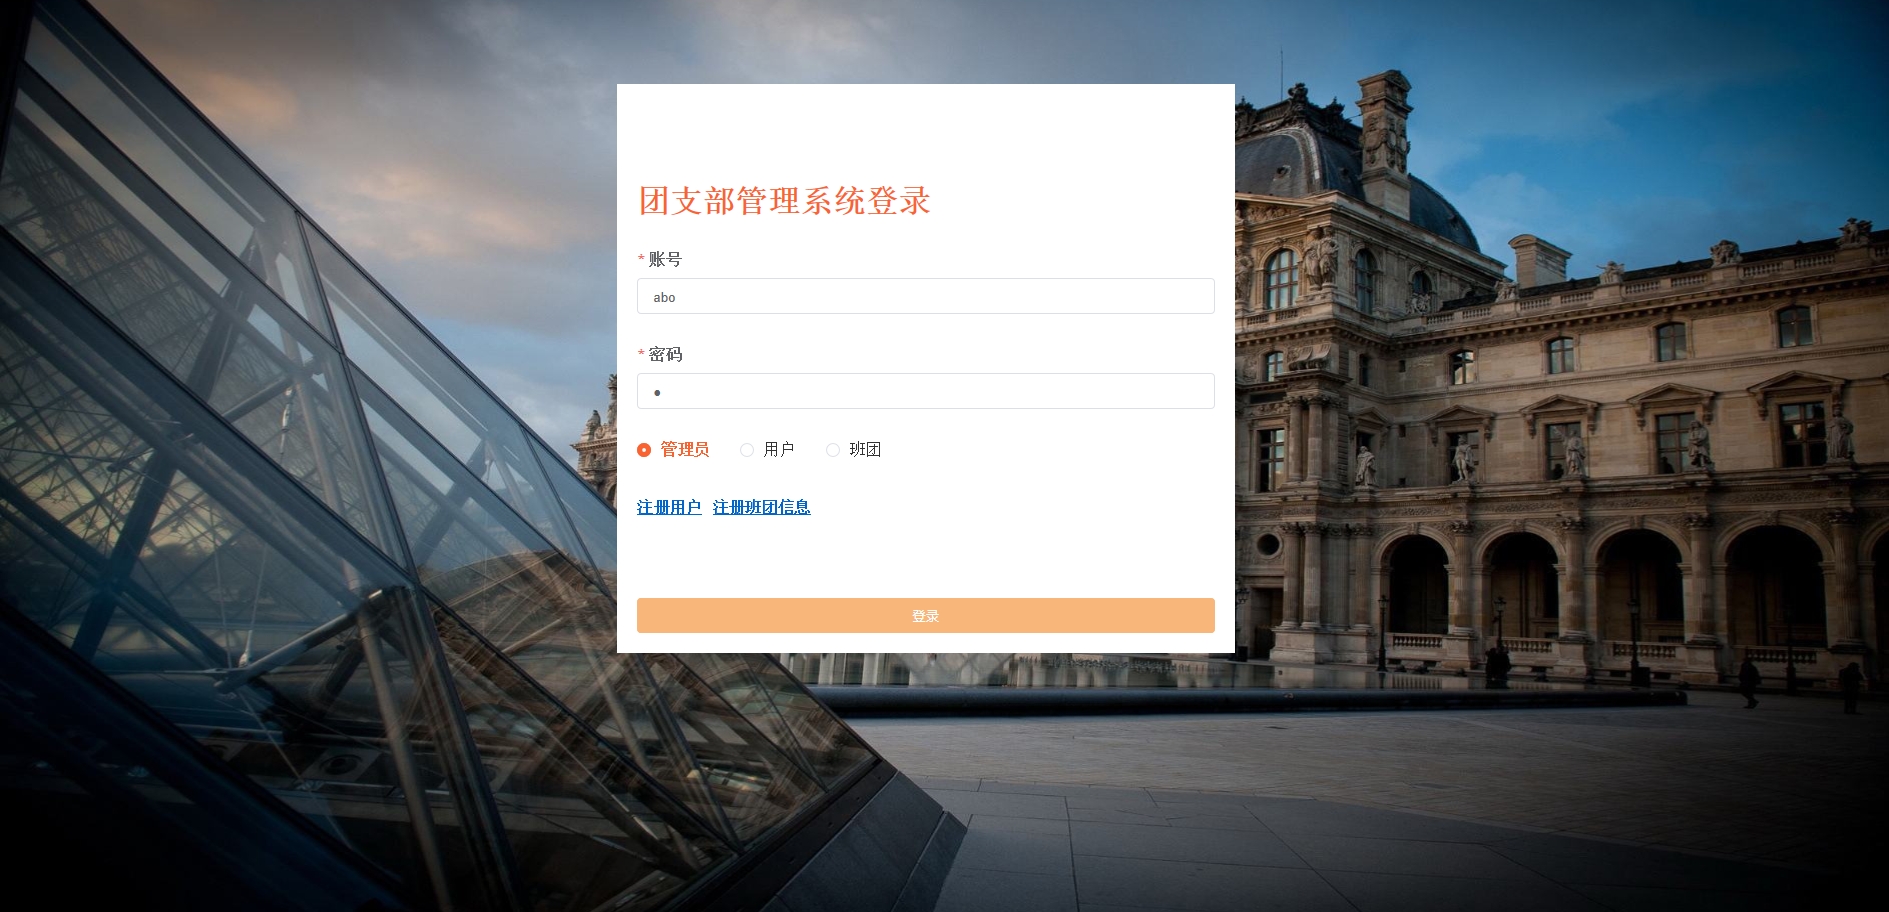 团支部管理系统登录
* 账号
abo
* 密码
●
管理员 用户 班团
注册用户 注册班团信息
登录